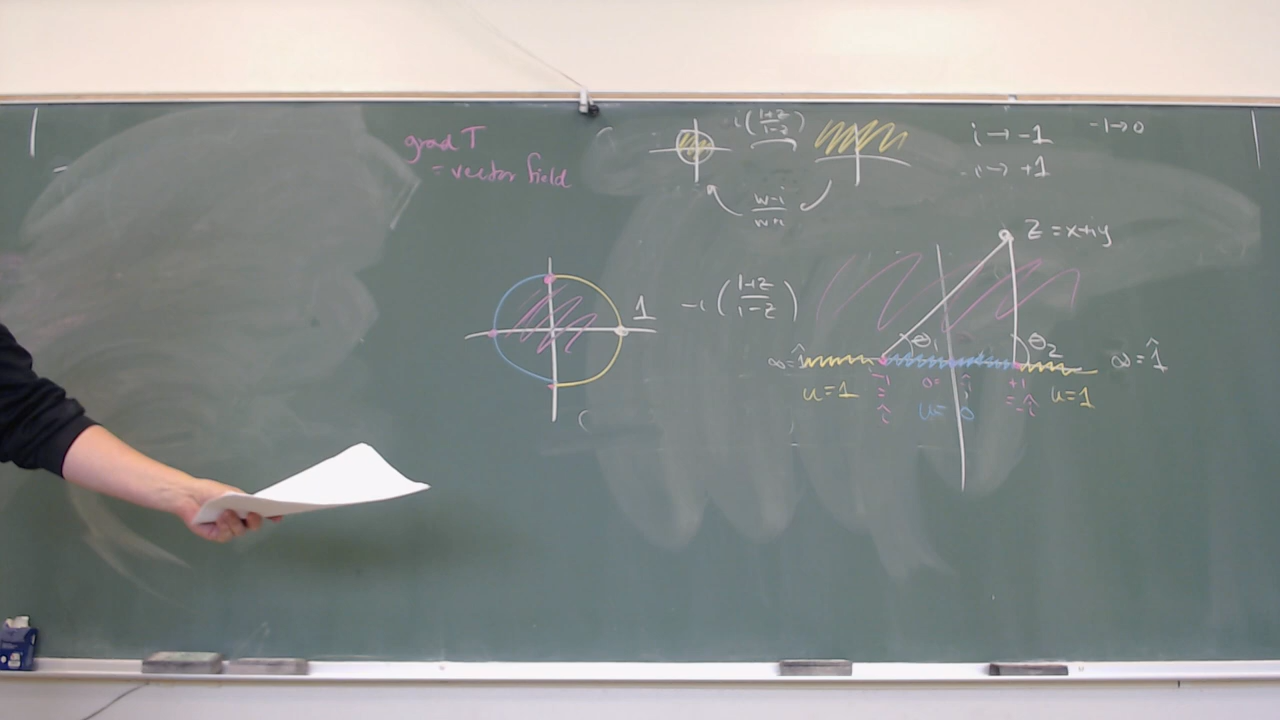 grad T
= vector field
i(1+z/1-z)
w-i/w+i
i → -1
-i → +1
-1→0
z = x+iy
1
-i(1+z/1-z)
θ₁
θ₂
∞=1̂
∞=1̂
u=1
-1 = î
0=
î
u= 0
+1 = -î
u=1